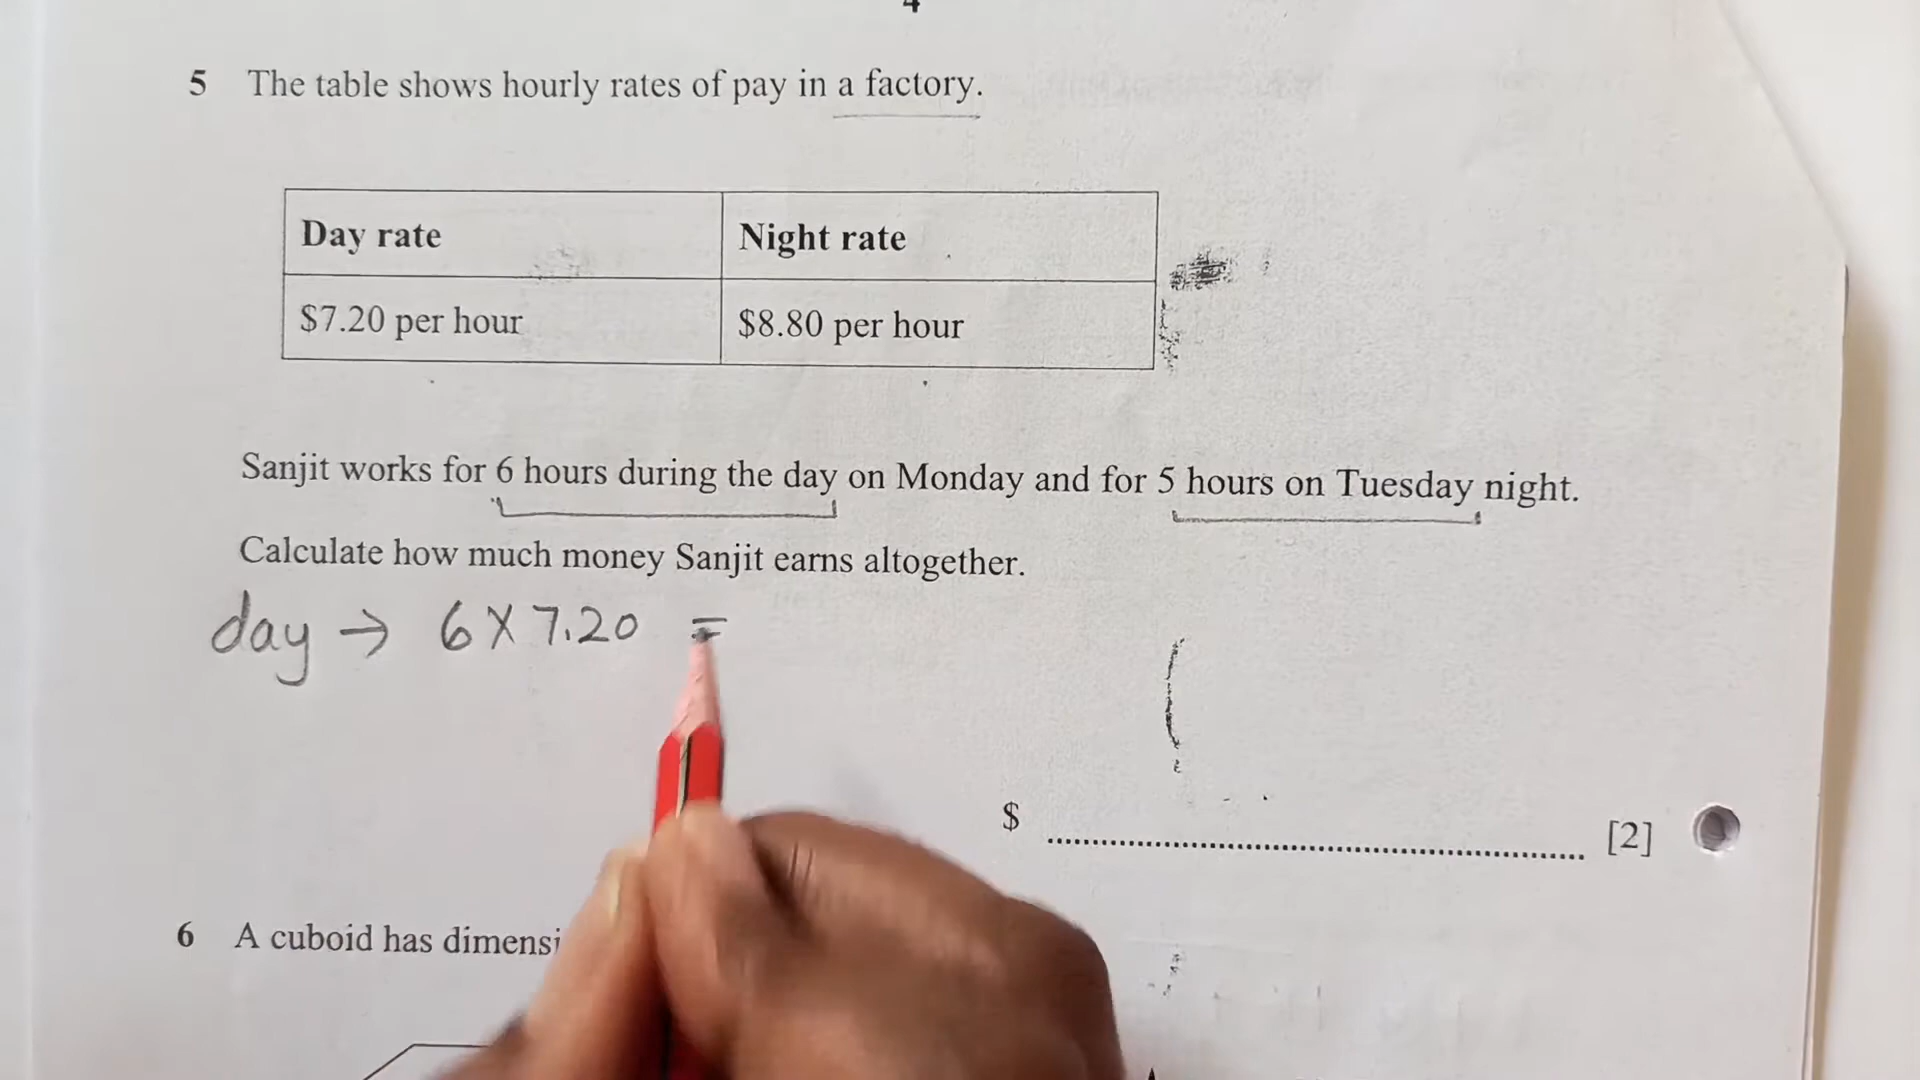 4
5 The table shows hourly rates of pay in a factory.
Day rate Night rate
$7.20 per hour $8.80 per hour
Sanjit works for 6 hours during the day on Monday and for 5 hours on Tuesday night.
Calculate how much money Sanjit earns altogether.
day → 6 × 7.20 =
$ ........................................................ [2]
6 A cuboid has